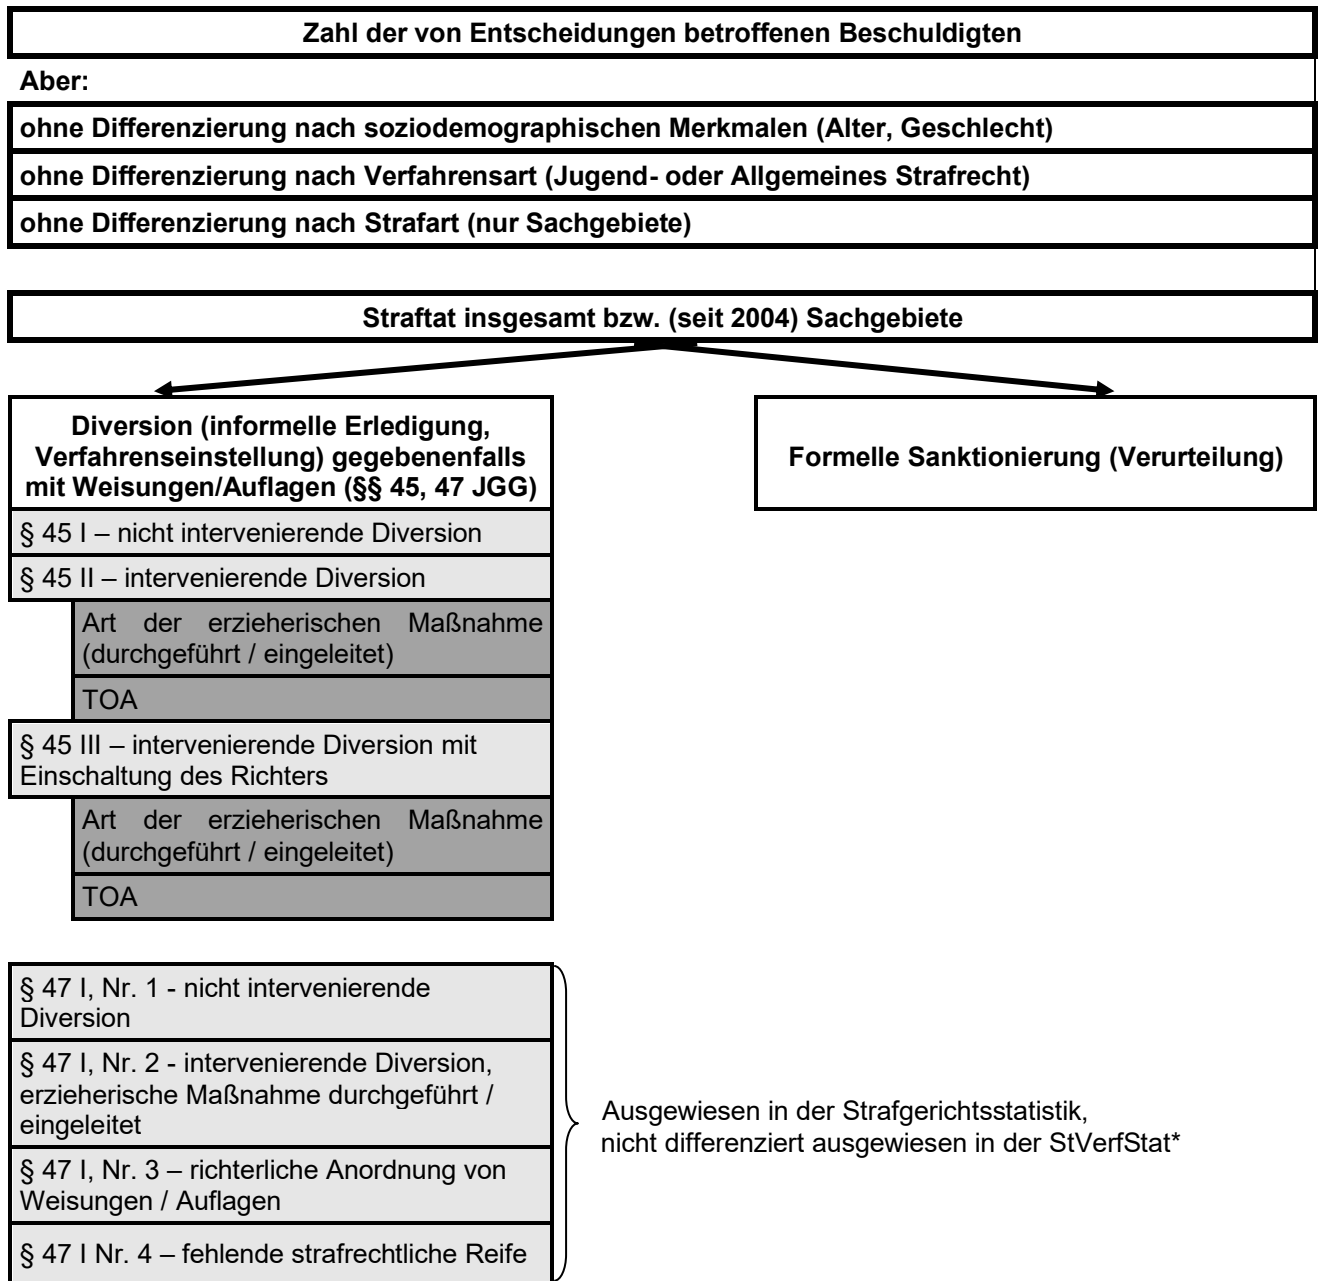 Zahl der von Entscheidungen betroffenen Beschuldigten
Aber:
ohne Differenzierung nach soziodemographischen Merkmalen (Alter, Geschlecht)
ohne Differenzierung nach Verfahrensart (Jugend- oder Allgemeines Strafrecht)
ohne Differenzierung nach Strafart (nur Sachgebiete)
Straftat insgesamt bzw. (seit 2004) Sachgebiete
Diversion (informelle Erledigung,
Verfahrenseinstellung) gegebenenfalls
mit Weisungen/Auflagen (§§ 45, 47 JGG)
Formelle Sanktionierung (Verurteilung)
§ 45 I – nicht intervenierende Diversion
§ 45 II – intervenierende Diversion
Art der erzieherischen Maßnahme
(durchgeführt / eingeleitet)
TOA
§ 45 III – intervenierende Diversion mit
Einschaltung des Richters
Art der erzieherischen Maßnahme
(durchgeführt / eingeleitet)
TOA
§ 47 I, Nr. 1 - nicht intervenierende
Diversion
§ 47 I, Nr. 2 - intervenierende Diversion,
erzieherische Maßnahme durchgeführt /
eingeleitet
§ 47 I, Nr. 3 – richterliche Anordnung von
Weisungen / Auflagen
§ 47 I Nr. 4 – fehlende strafrechtliche Reife
Ausgewiesen in der Strafgerichtsstatistik,
nicht differenziert ausgewiesen in der StVerfStat*